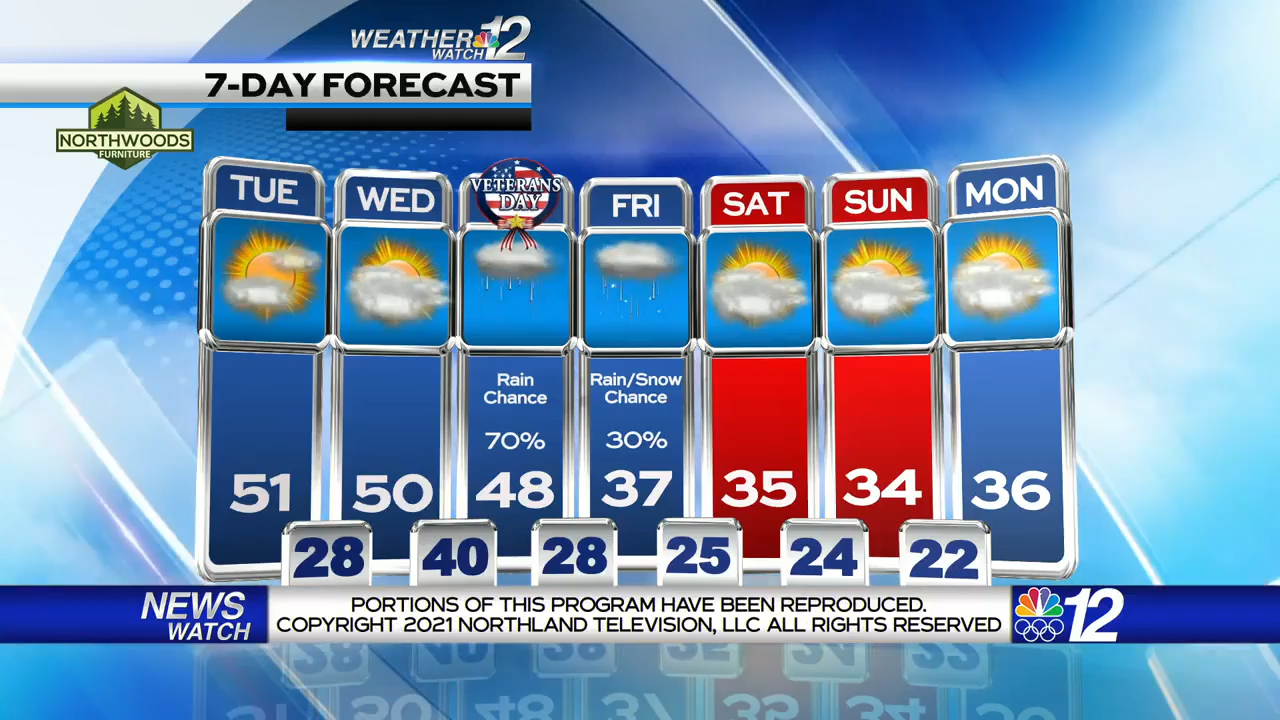 WEATHER
WATCH 12
7-DAY FORECAST
NORTHWOODS
FURNITURE
TUE
WED
VETERANS
DAY
FRI
SAT
SUN
MON
Rain
Chance
70%
Rain/Snow
Chance
30%
51
50
48
37
35
34
36
28
40
28
25
24
22
NEWS
WATCH
PORTIONS OF THIS PROGRAM HAVE BEEN REPRODUCED.
COPYRIGHT 2021 NORTHLAND TELEVISION, LLC ALL RIGHTS RESERVED
12